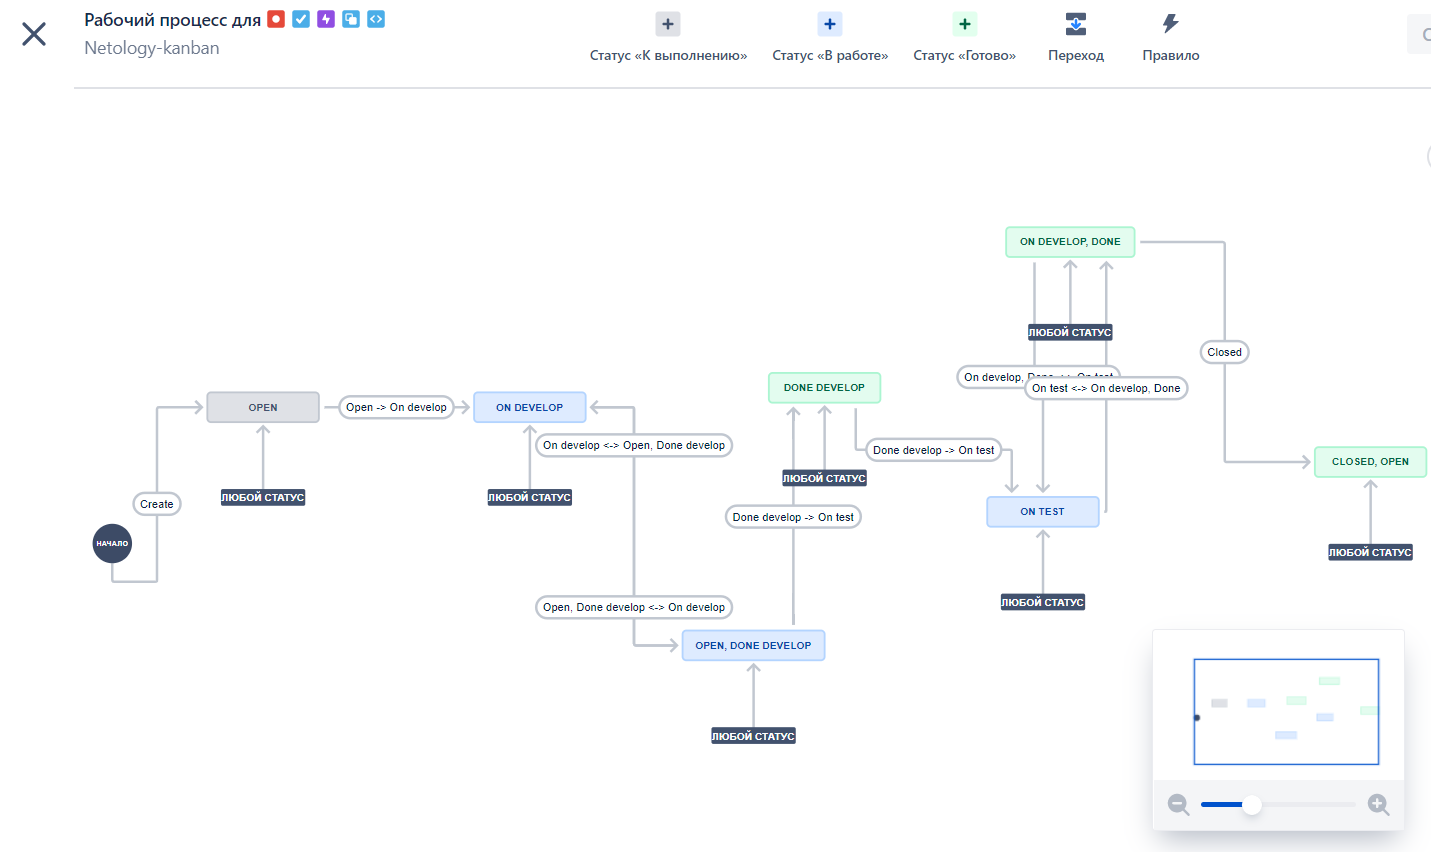 Рабочий процесс для
Netology-kanban
Статус «К выполнению»
Статус «В работе»
Статус «Готово»
Переход
Правило
ON DEVELOP, DONE
ЛЮБОЙ СТАТУС
Closed
On develop, Done <-> On test
On test <-> On develop, Done
DONE DEVELOP
OPEN
Open -> On develop
ON DEVELOP
On develop <-> Open, Done develop
Done develop -> On test
CLOSED, OPEN
ЛЮБОЙ СТАТУС
ЛЮБОЙ СТАТУС
ЛЮБОЙ СТАТУС
Create
ON TEST
Done develop -> On test
НАЧАЛО
ЛЮБОЙ СТАТУС
ЛЮБОЙ СТАТУС
Open, Done develop <-> On develop
OPEN, DONE DEVELOP
ЛЮБОЙ СТАТУС